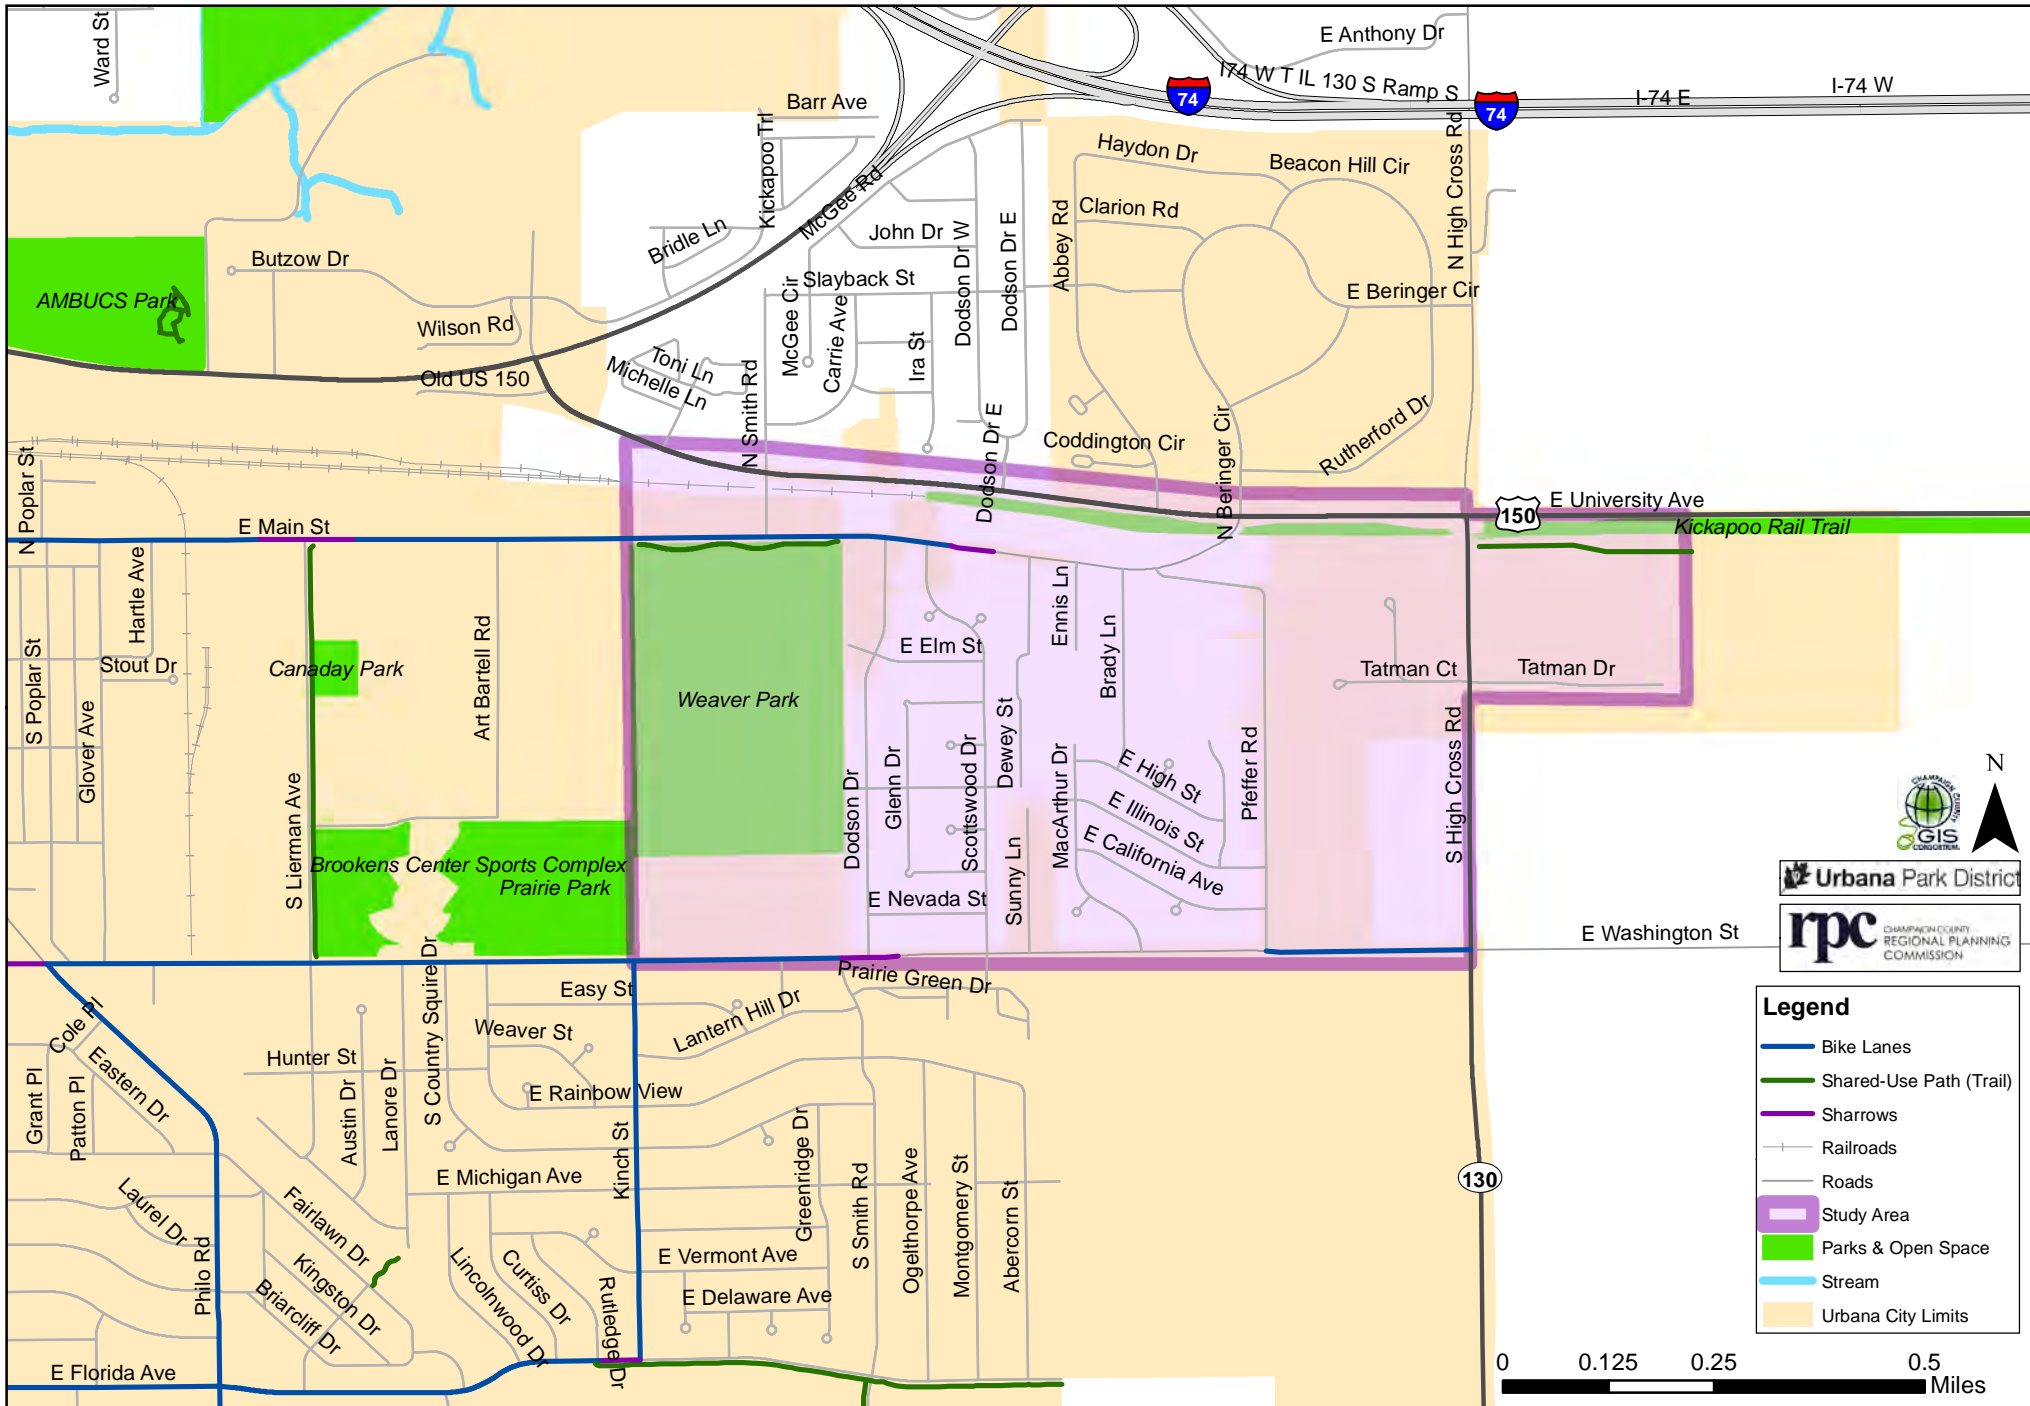 Ward St
E Anthony Dr
I74 W T IL 130 S Ramp S
74
74
I-74 E
I-74 W
Barr Ave
Kickapoo Trl
McGee Rd
Haydon Dr
Beacon Hill Cir
N High Cross Rd
Clarion Rd
Abbey Rd
Bridle Ln
John Dr
Dodson Dr W
Dodson Dr E
Butzow Dr
Slayback St
E Beringer Cir
AMBUCS Park
McGee Cir
Carrie Ave
Ira St
Wilson Rd
Toni Ln
Michelle Ln
Old US 150
N Smith Rd
Dodson Dr E
Coddington Cir
N Beringer Cir
Rutherford Dr
N Poplar St
E Main St
150
E University Ave
Kickapoo Rail Trail
Hartle Ave
Stout Dr
S Poplar St
Glover Ave
Canaday Park
Art Bartell Rd
Weaver Park
E Elm St
Ennis Ln
Brady Ln
Tatman Ct
Tatman Dr
S Lierman Ave
Dodson Dr
Glenn Dr
Scottswood Dr
Dewey St
MacArthur Dr
E High St
E Illinois St
E California Ave
Pfeffer Rd
S High Cross Rd
Brookens Center Sports Complex
Prairie Park
E Nevada St
Sunny Ln
E Washington St
Prairie Green Dr
N
CHAMPAIGN COUNTY
GIS
CONSORTIUM
Urbana Park District
rpc
CHAMPAIGN COUNTY
REGIONAL PLANNING
COMMISSION
Cole Pl
Eastern Dr
Grant Pl
Patton Pl
Hunter St
Austin Dr
Lanore Dr
S Country Squire Dr
Easy St
Weaver St
Lantern Hill Dr
E Rainbow View
Kinch St
E Michigan Ave
Greenridge Dr
S Smith Rd
Ogelthorpe Ave
Montgomery St
Abercorn St
130
Laurel Dr
Philo Rd
Fairlawn Dr
Kingston Dr
Briarcliff Dr
Lincolnwood Dr
Curtiss Dr
Rutledge Dr
E Vermont Ave
E Delaware Ave
E Florida Ave
Legend
Bike Lanes
Shared-Use Path (Trail)
Sharrows
Railroads
Roads
Study Area
Parks & Open Space
Stream
Urbana City Limits
0
0.125
0.25
0.5
Miles